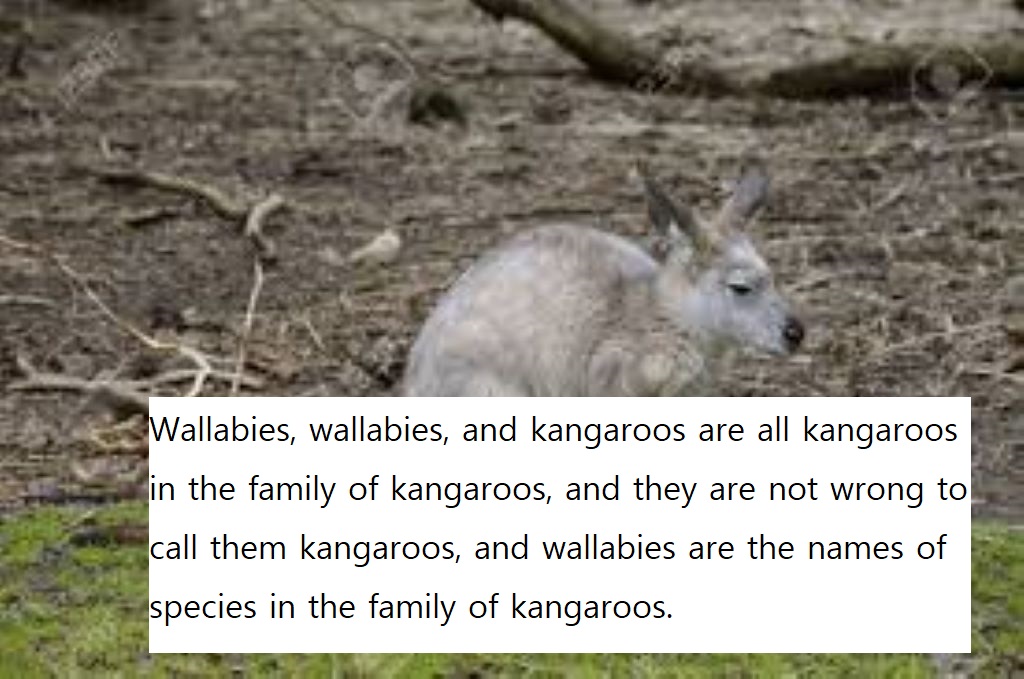 Wallabies, wallabies, and kangaroos are all kangaroos
in the family of kangaroos, and they are not wrong to
call them kangaroos, and wallabies are the names of
species in the family of kangaroos.